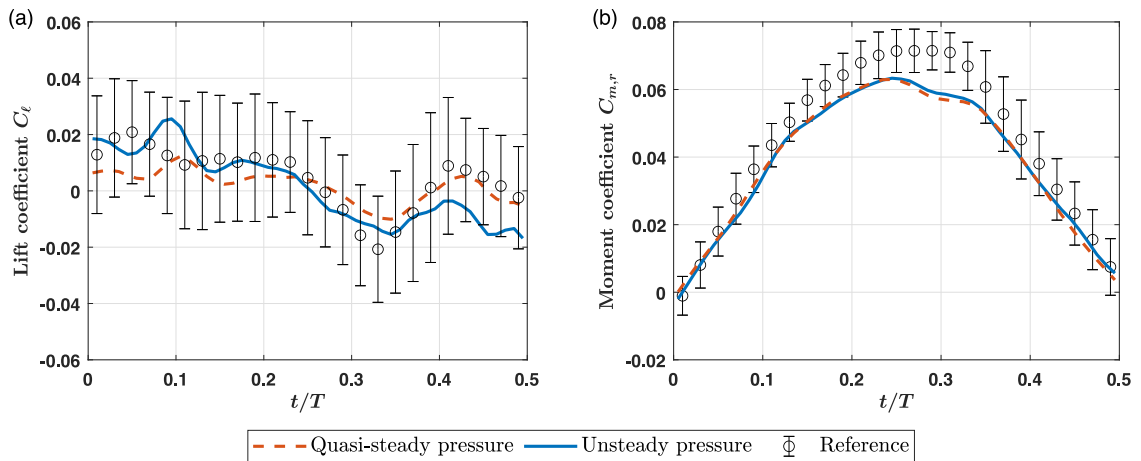 (a)
Lift coefficient Cℓ
0.06
0.04
0.02
0
-0.02
-0.04
-0.06
0 0.1 0.2 0.3 0.4 0.5
t/T
(b)
Moment coefficient Cm,r
0.08
0.06
0.04
0.02
0
-0.02
0 0.1 0.2 0.3 0.4 0.5
t/T
Quasi-steady pressure Unsteady pressure Reference